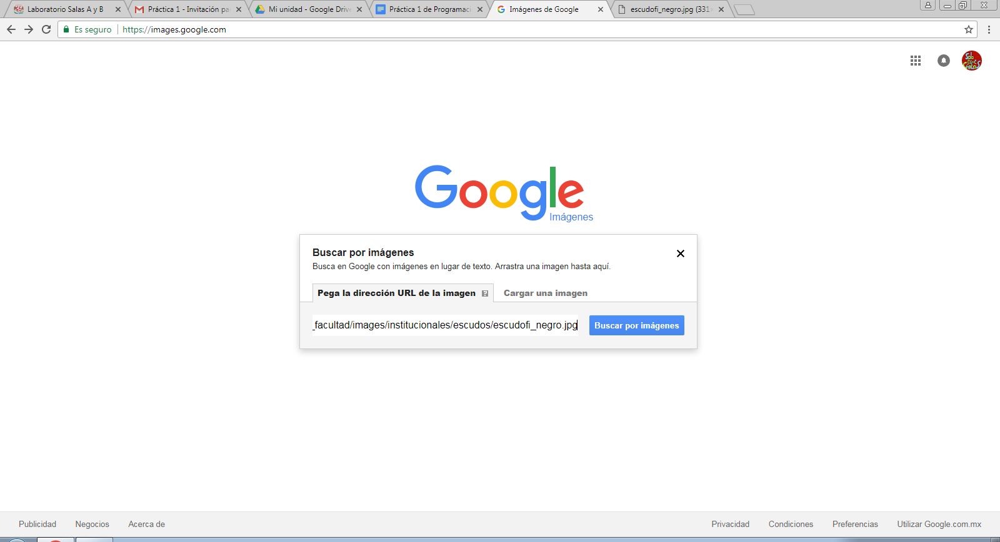 Laboratorio Salas A y B
Práctica 1 - Invitación pa
Mi unidad - Google Drive
Práctica 1 de Programaci
Imágenes de Google
escudofi_negro.jpg (331
Es seguro
https://images.google.com
Google
Imágenes
Buscar por imágenes
Busca en Google con imágenes en lugar de texto. Arrastra una imagen hasta aquí.
Pega la dirección URL de la imagen ?
Cargar una imagen
_facultad/images/institucionales/escudos/escudofi_negro.jpg
Buscar por imágenes
Publicidad Negocios Acerca de
Privacidad Condiciones Preferencias Utilizar Google.com.mx